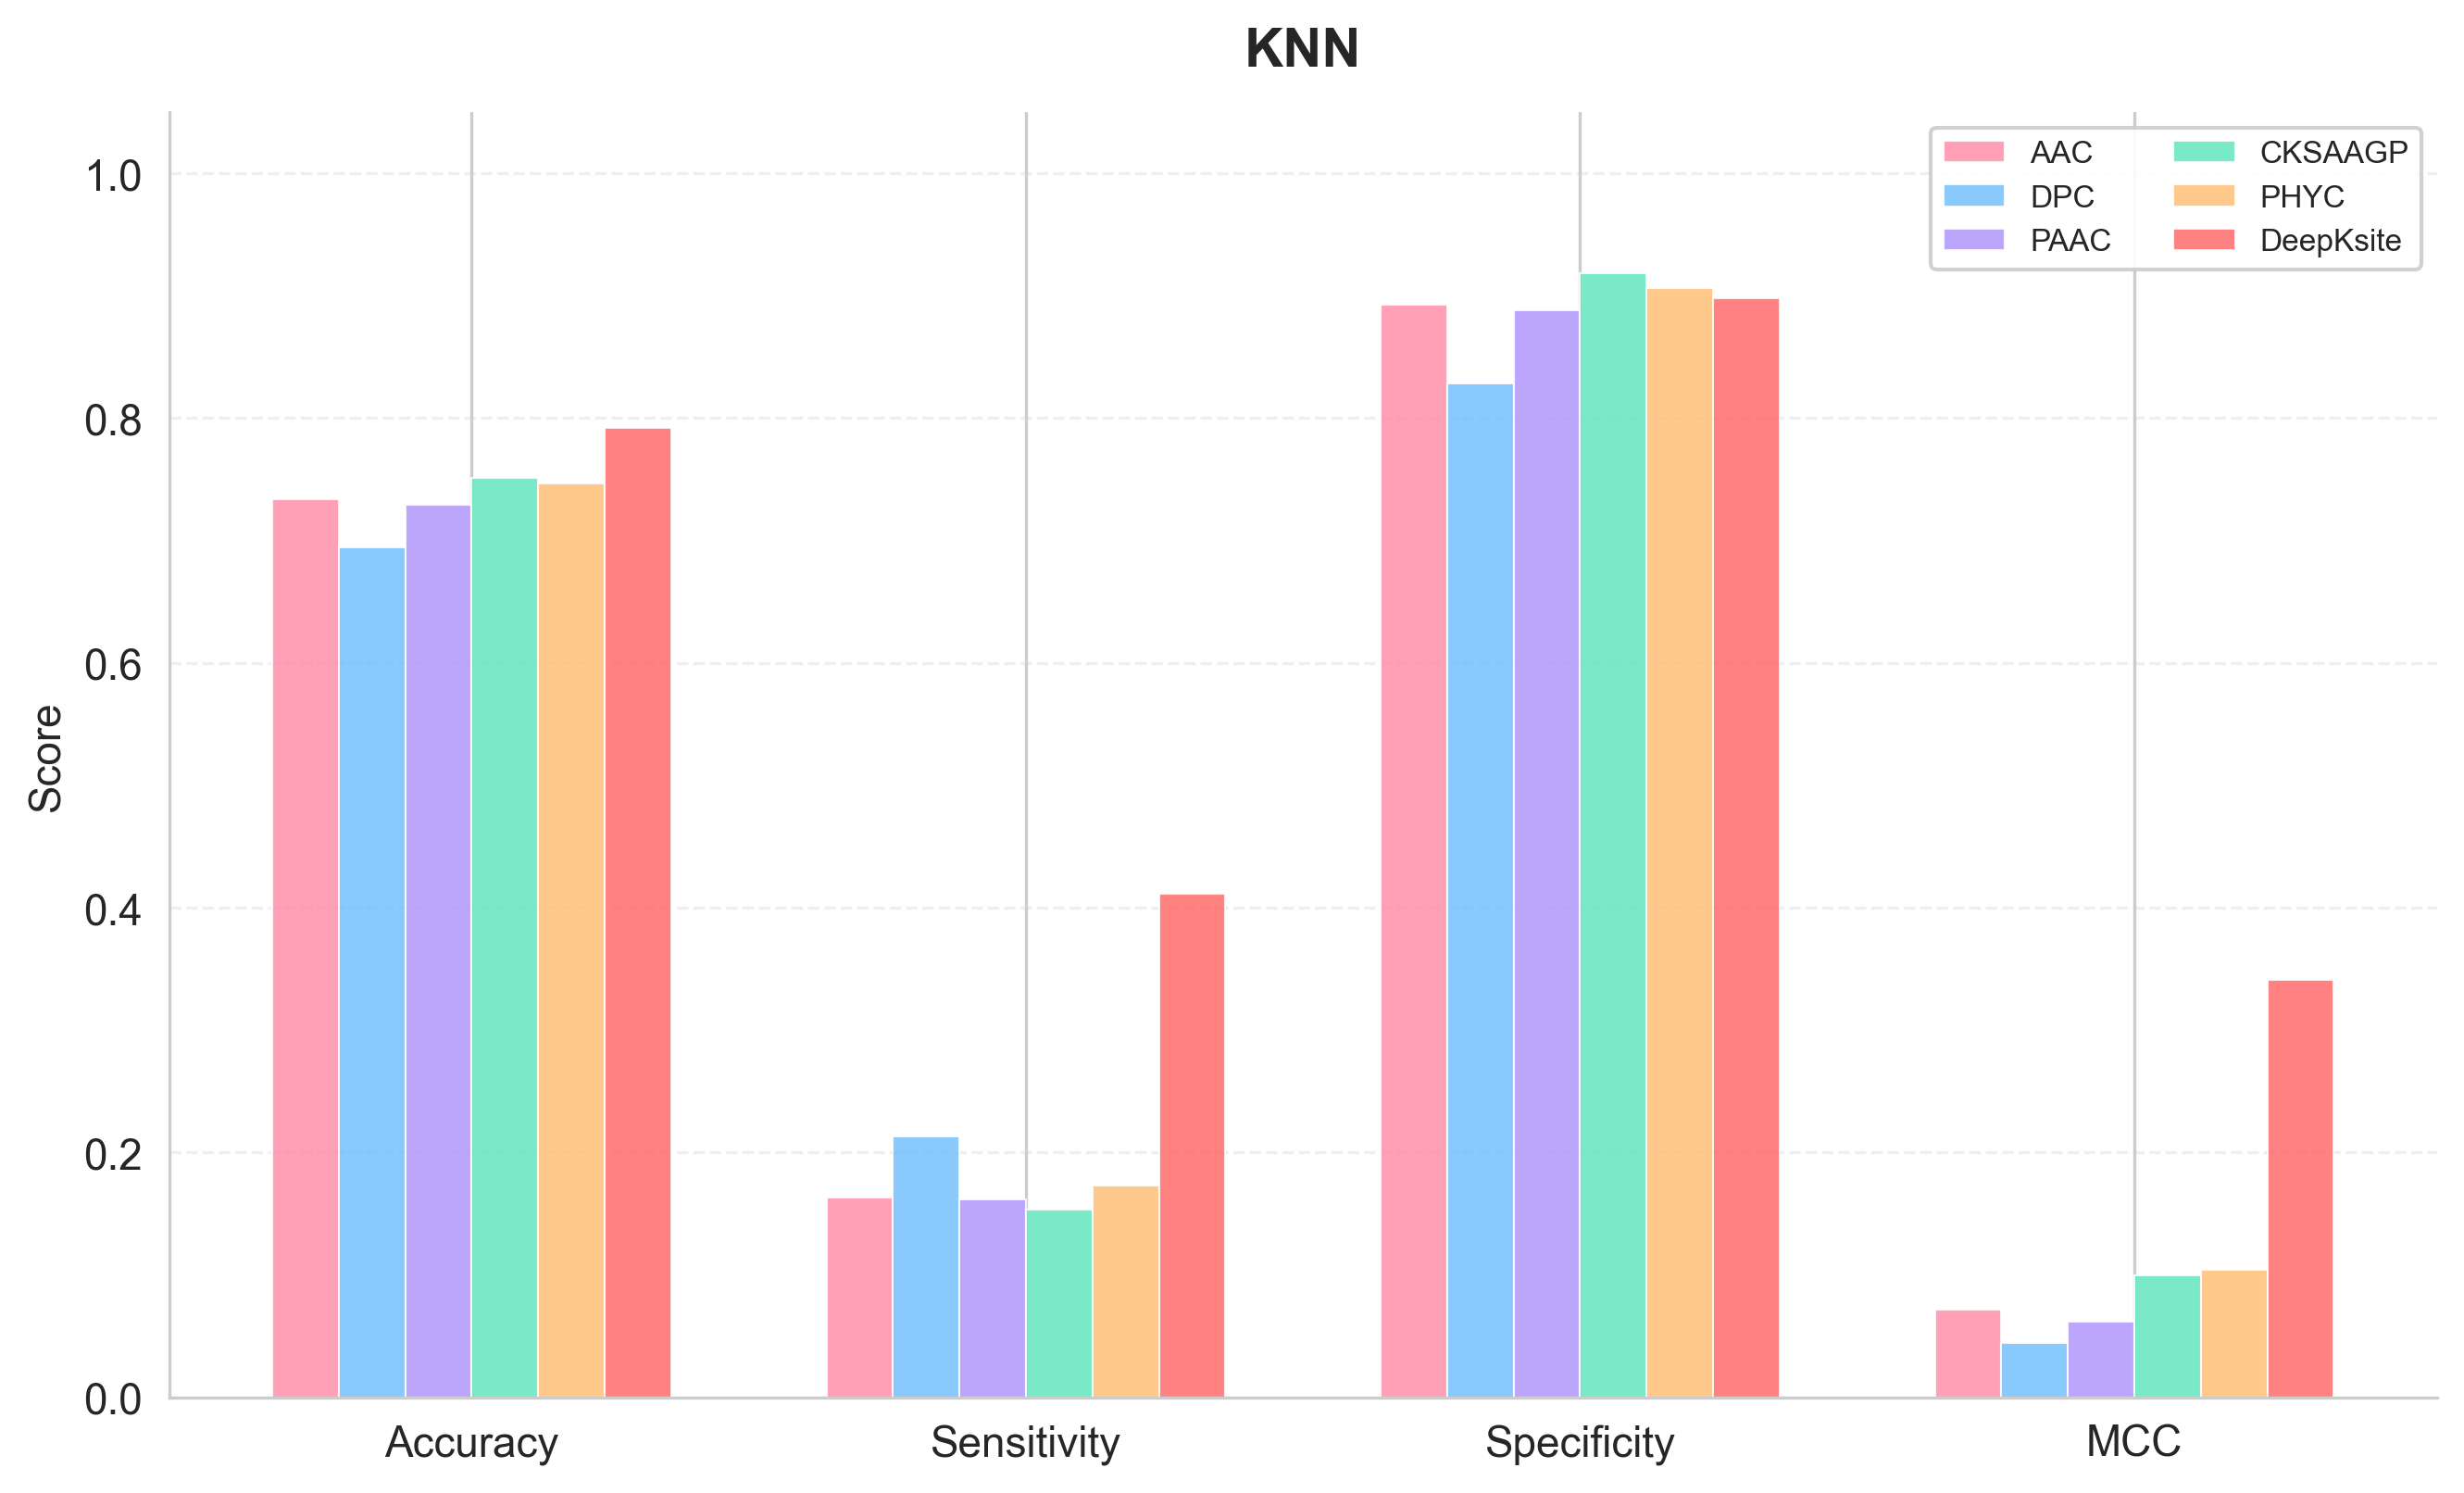 KNN
Score
1.0
0.8
0.6
0.4
0.2
0.0
Accuracy
Sensitivity
Specificity
MCC
AAC
DPC
PAAC
CKSAAGP
PHYC
DeepKsite